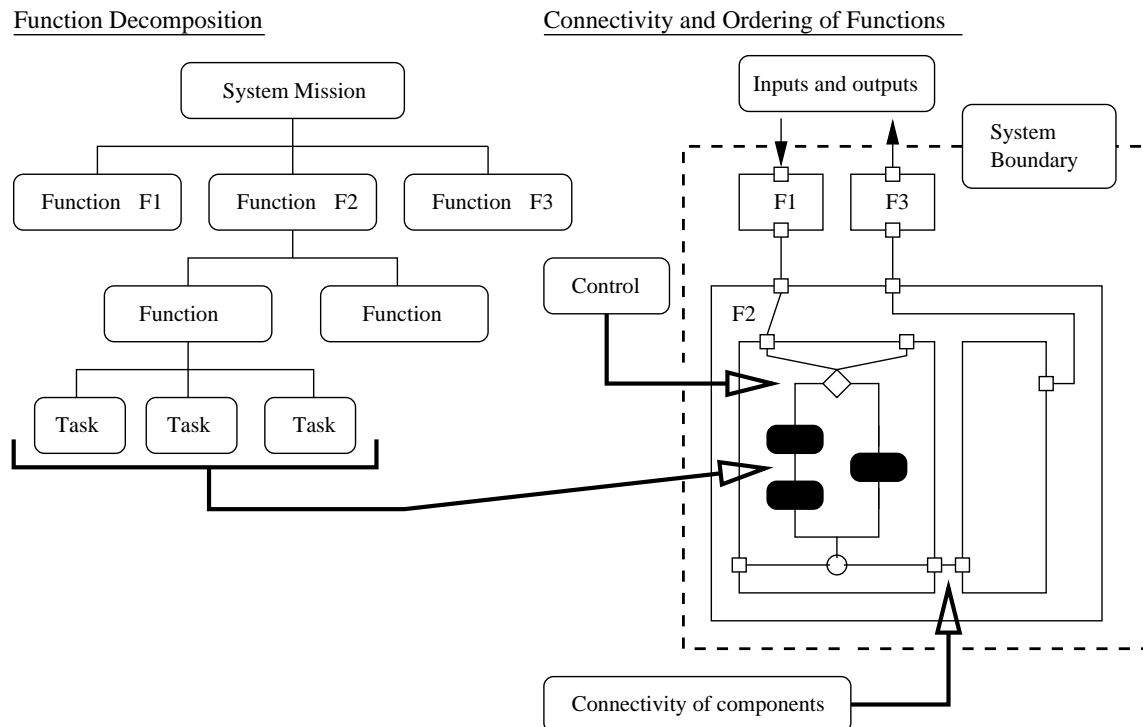 Function Decomposition
Connectivity and Ordering of Functions
System Mission
Function F1
Function F2
Function F3
Function
Function
Task
Task
Task
Inputs and outputs
System
Boundary
F1
F3
Control
F2
Connectivity of components